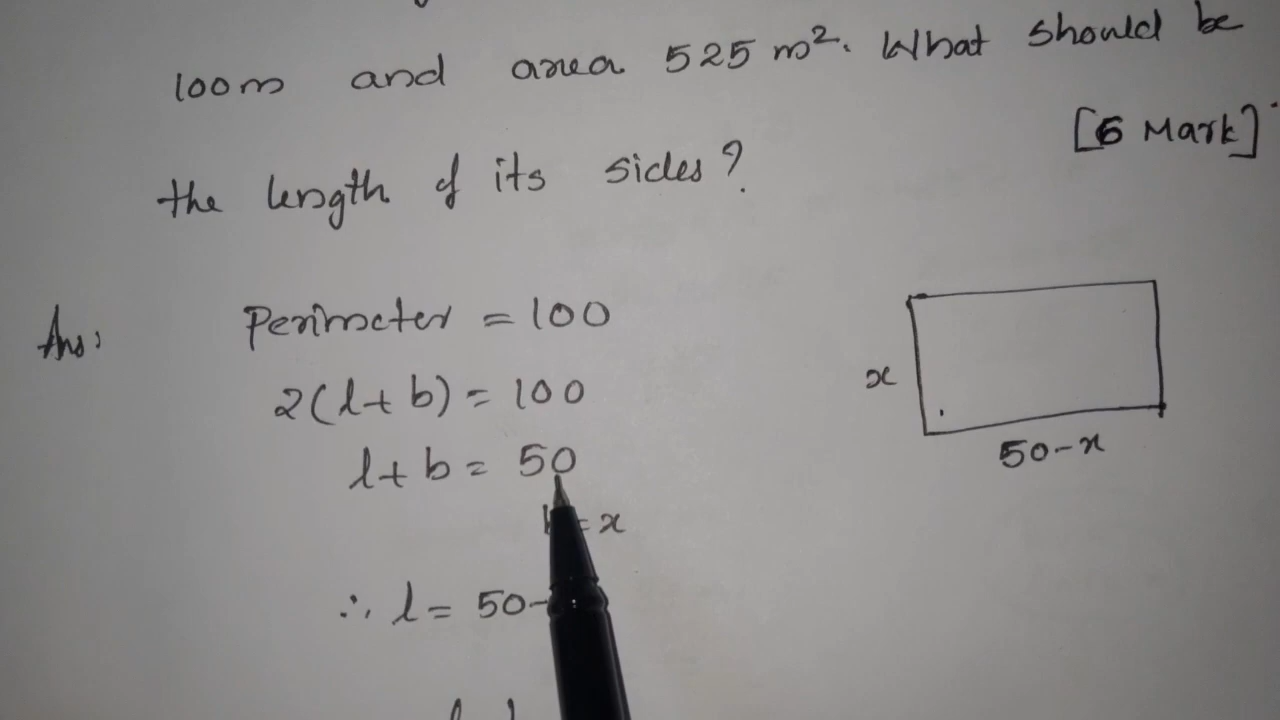 100m and area 525 m². What should be
[5 Mark]
the length of its sides?
Ans:
Perimeter = 100
2(l+b) = 100
l+b = 50
= x
∴ l = 50-
x
50-x